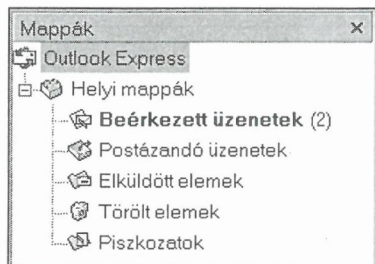 Mappák
Outlook Express
Helyi mappák
Beérkezett üzenetek (2)
Postázandó üzenetek
Elküldött elemek
Törölt elemek
Piszkozatok